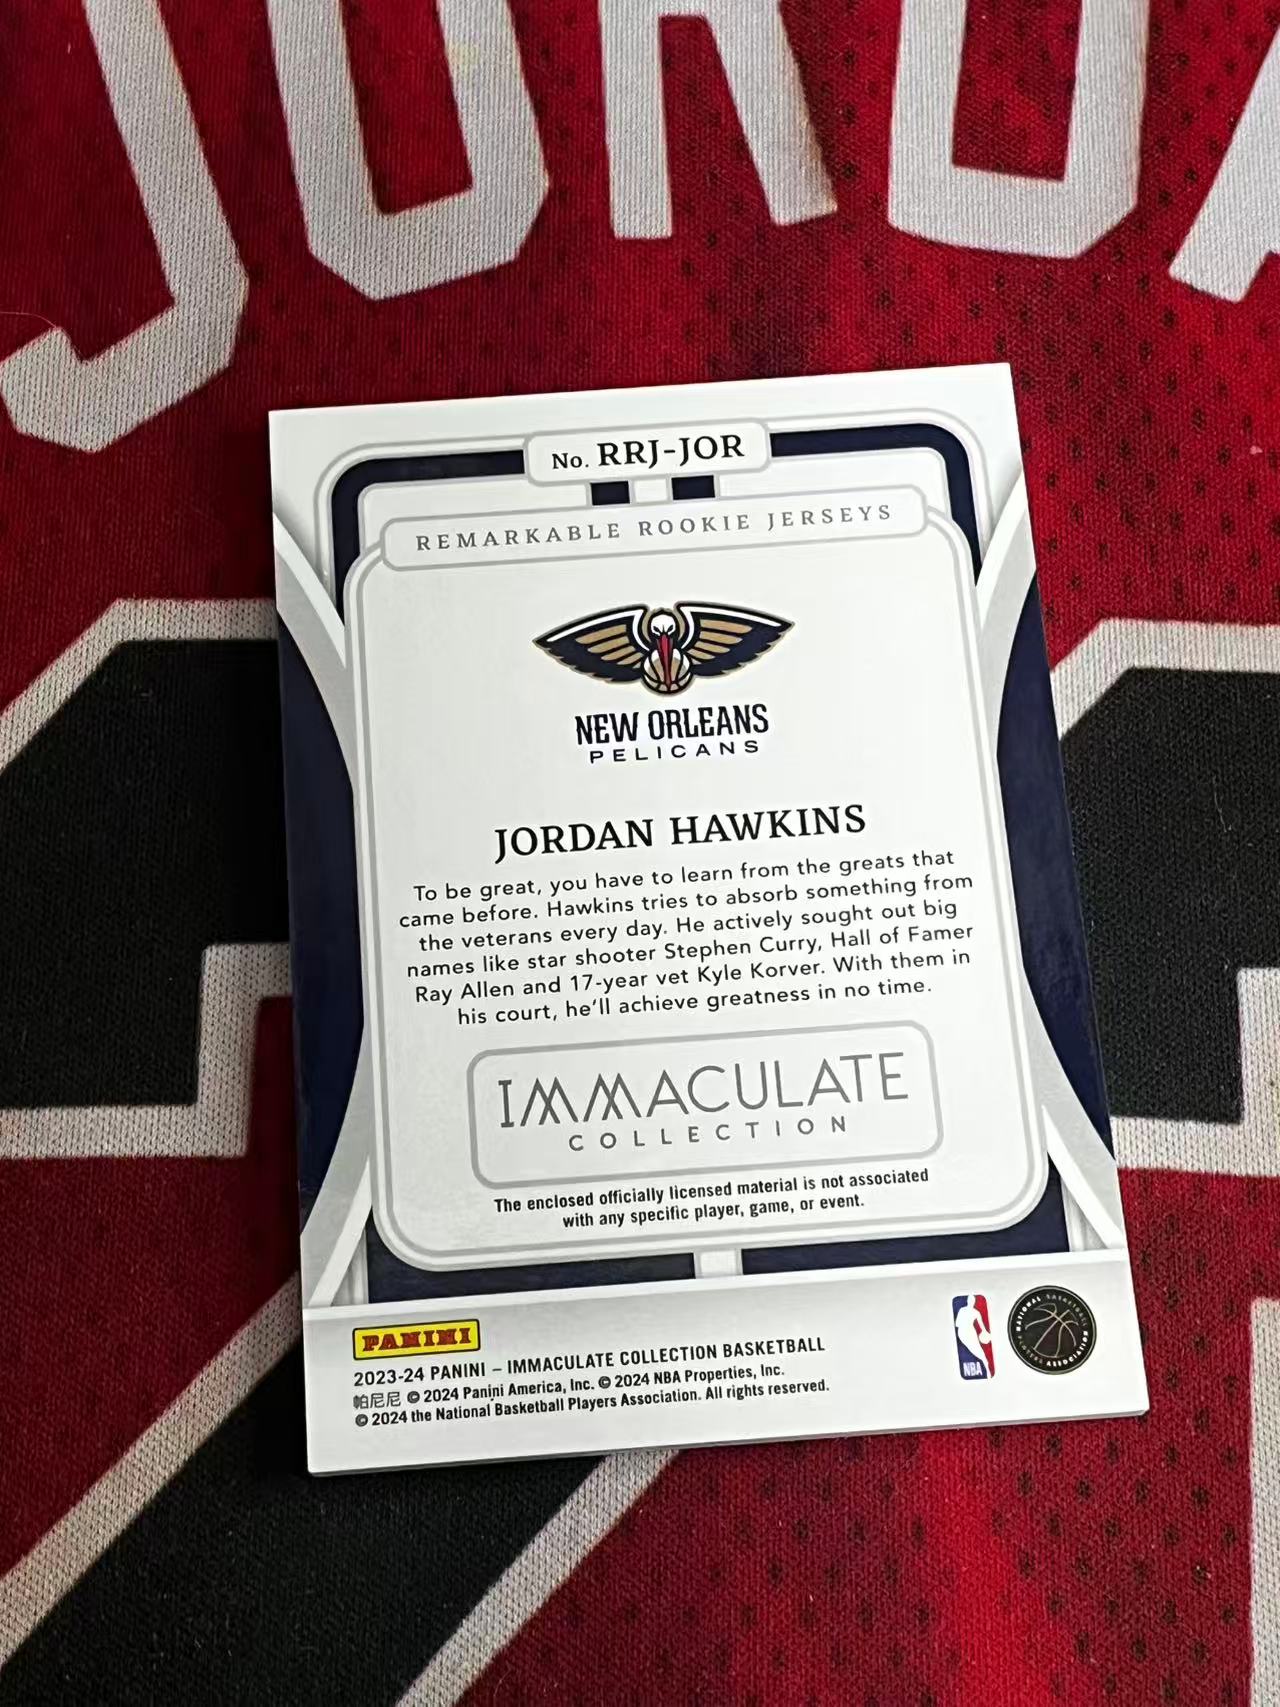 JORDA
No. RRJ-JOR
REMARKABLE ROOKIE JERSEYS
NEW ORLEANS
PELICANS
JORDAN HAWKINS
To be great, you have to learn from the greats that
came before. Hawkins tries to absorb something from
the veterans every day. He actively sought out big
names like star shooter Stephen Curry, Hall of Famer
Ray Allen and 17-year vet Kyle Korver. With them in
his court, he'll achieve greatness in no time.
IMMACULATE
COLLECTION
The enclosed officially licensed material is not associated
with any specific player, game, or event.
PANINI
2023-24 PANINI – IMMACULATE COLLECTION BASKETBALL
帕尼尼 © 2024 Panini America, Inc. © 2024 NBA Properties, Inc.
© 2024 the National Basketball Players Association. All rights reserved.
NBA
NATIONAL BASKETBALL
PLAYERS ASSOCIATION